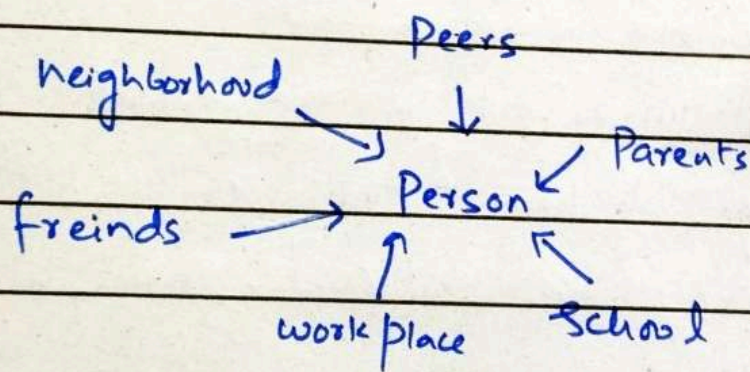 Peers
neighborhood
Parents
Person
freinds
work place
School